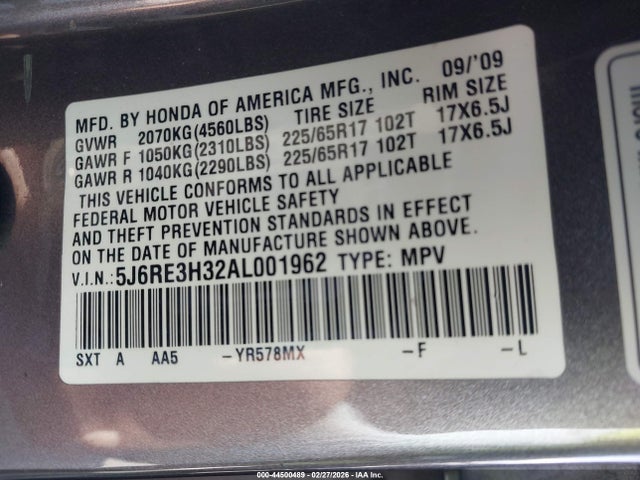 MFD. BY HONDA OF AMERICA MFG., INC. 09/'09
GVWR 2070KG(4560LBS) TIRE SIZE RIM SIZE
GAWR F 1050KG(2310LBS) 225/65R17 102T 17X6.5J
GAWR R 1040KG(2290LBS) 225/65R17 102T 17X6.5J
THIS VEHICLE CONFORMS TO ALL APPLICABLE
FEDERAL MOTOR VEHICLE SAFETY
AND THEFT PREVENTION STANDARDS IN EFFECT
ON THE DATE OF MANUFACTURE SHOWN ABOVE.
V.I.N.:5J6RE3H32AL001962 TYPE: MPV
SXT A AA5 -YR578MX -F -L
000-44500489 - 02/27/2026 - IAA Inc.